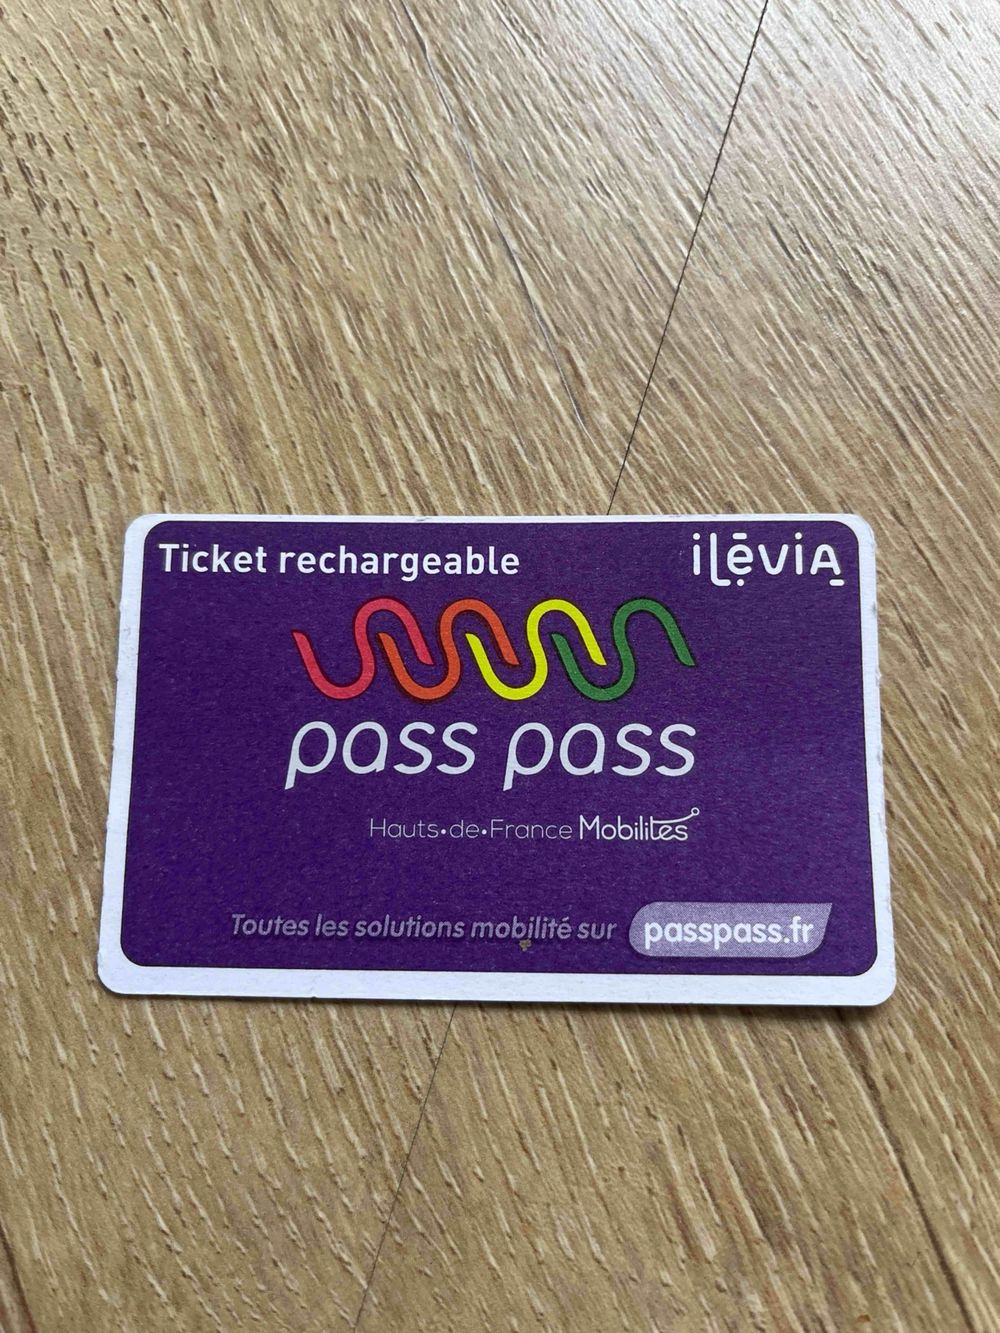 Ticket rechargeable
ilévia
pass pass
Hauts•de•France Mobilités
Toutes les solutions mobilité sur passpass.fr